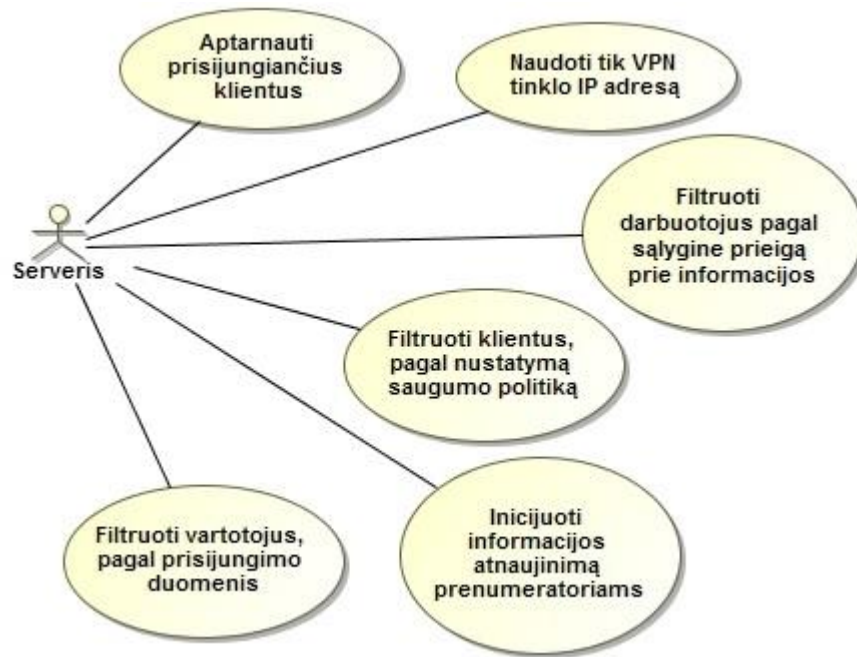 Aptarnauti
prisijungiančius
klientus
Naudoti tik VPN
tinklo IP adresą
Filtruoti
darbuotojus pagal
sąlygine prieigą
prie informacijos
Serveris
Filtruoti klientus,
pagal nustatymą
saugumo politiką
Filtruoti vartotojus,
pagal prisijungimo
duomenis
Inicijuoti
informacijos
atnaujinimą
prenumeratoriams